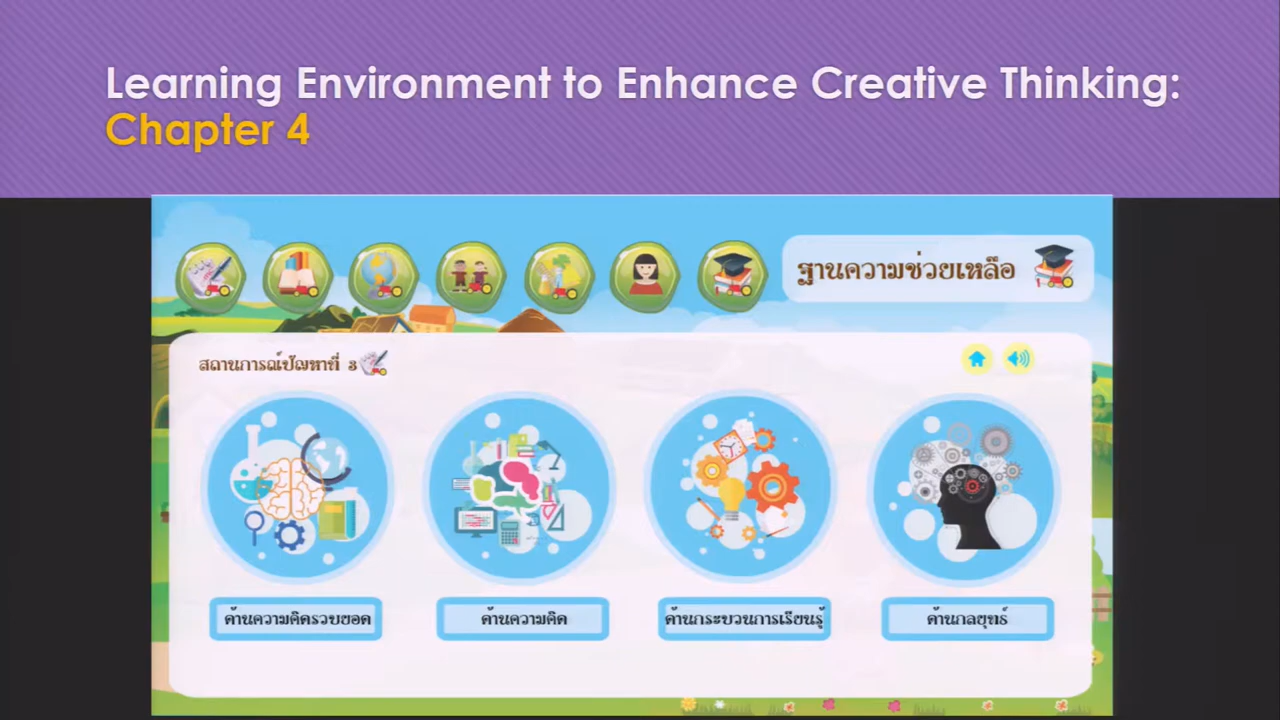 Learning Environment to Enhance Creative Thinking:
Chapter 4
ฐานความช่วยเหลือ
สถานการณ์ปัญหาที่ 3
ด้านความคิดรวบยอด
ด้านความคิด
ด้านกระบวนการเรียนรู้
ด้านกลยุทธ์